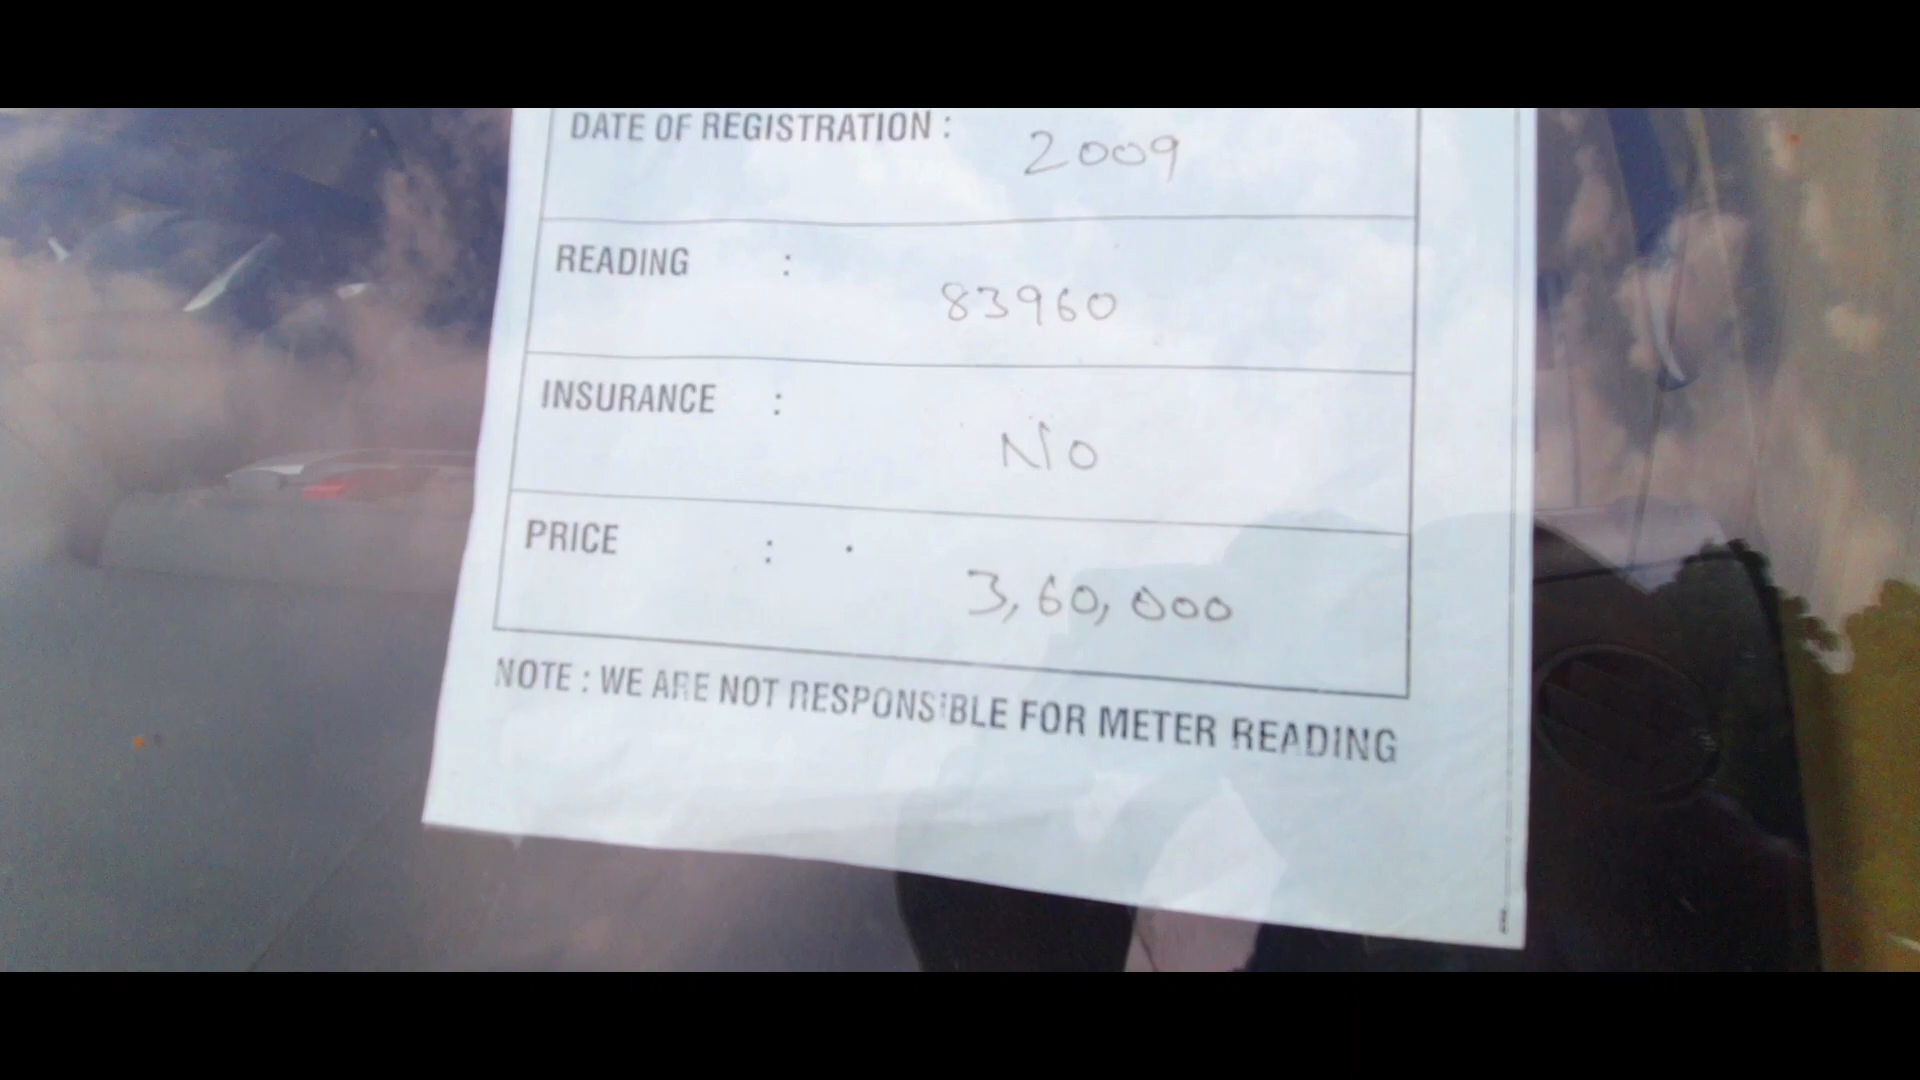 DATE OF REGISTRATION : 2009
READING : 83960
INSURANCE : NO
PRICE : 3,60,000
NOTE : WE ARE NOT RESPONSIBLE FOR METER READING